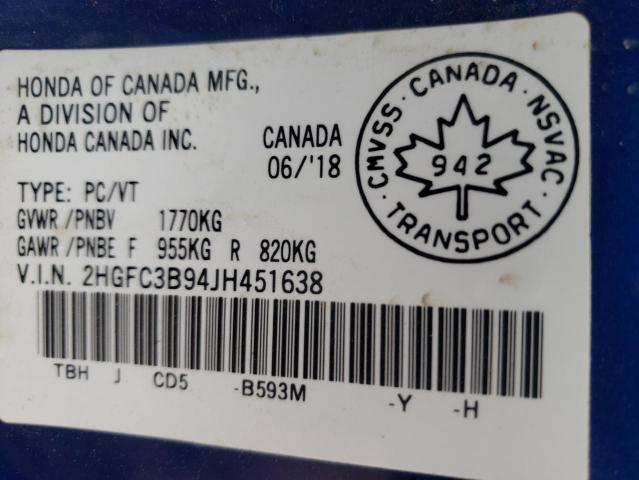 HONDA OF CANADA MFG.,
A DIVISION OF
HONDA CANADA INC.
CANADA
06/'18
TYPE: PC/VT
GVWR/PNBV 1770KG
GAWR/PNBE F 955KG R 820KG
V.I.N. 2HGFC3B94JH451638
TBH J CD5 -B593M -Y -H
CMVSS · CANADA · NSVAC · TRANSPORT ·
942